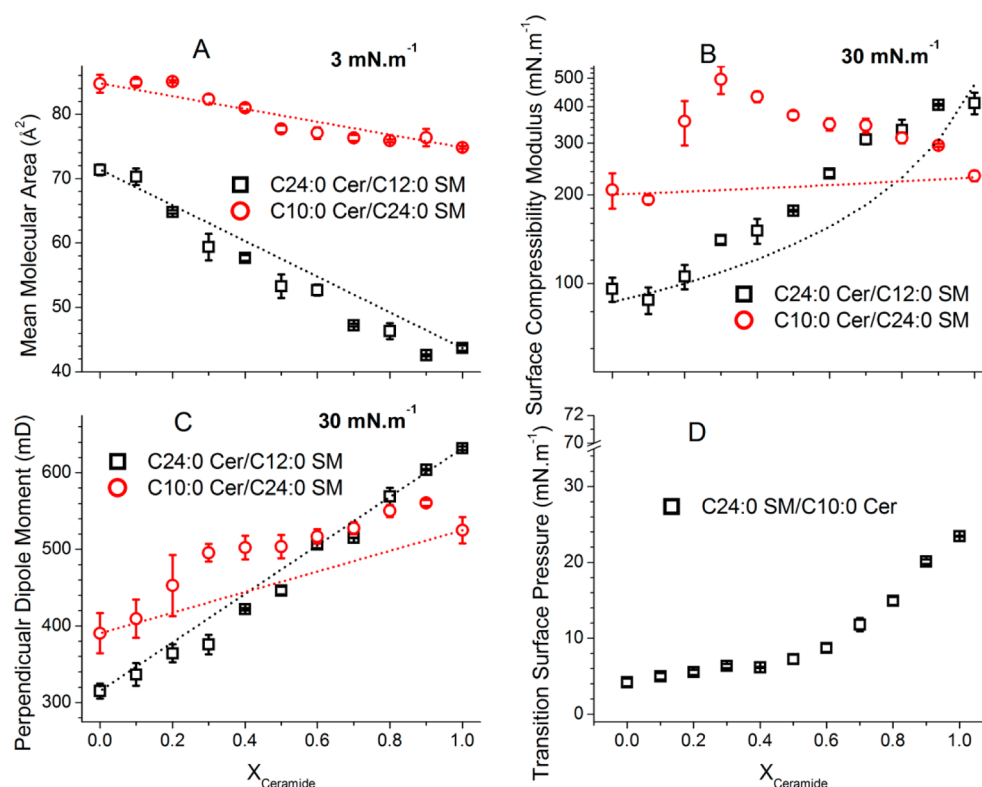 A
3 mN.m⁻¹
Mean Molecular Area (Å²)
80
70
60
50
40
C24:0 Cer/C12:0 SM
C10:0 Cer/C24:0 SM
B
30 mN.m⁻¹
Surface Compressibility Modulus (mN.m⁻¹)
500
400
300
200
100
C24:0 Cer/C12:0 SM
C10:0 Cer/C24:0 SM
C
30 mN.m⁻¹
Perpendicualr Dipole Moment (mD)
600
500
400
300
C24:0 Cer/C12:0 SM
C10:0 Cer/C24:0 SM
0.0 0.2 0.4 0.6 0.8 1.0
X Ceramide
D
Transition Surface Pressure (mN.m⁻¹)
72
70
30
20
10
0
C24:0 SM/C10:0 Cer
0.0 0.2 0.4 0.6 0.8 1.0
X Ceramide